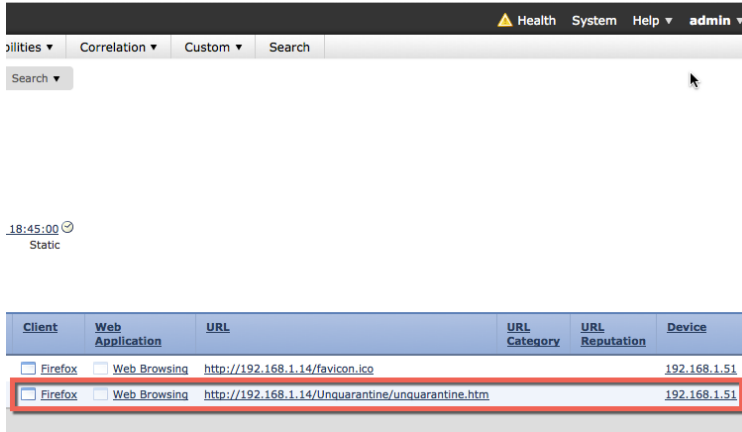 Health System Help ▼ admin ▼
bilities ▼ Correlation ▼ Custom ▼ Search
Search ▼
18:45:00
Static
Client Web Application URL URL Category URL Reputation Device
Firefox Web Browsing http://192.168.1.14/favicon.ico 192.168.1.51
Firefox Web Browsing http://192.168.1.14/Unquarantine/unquarantine.htm 192.168.1.51